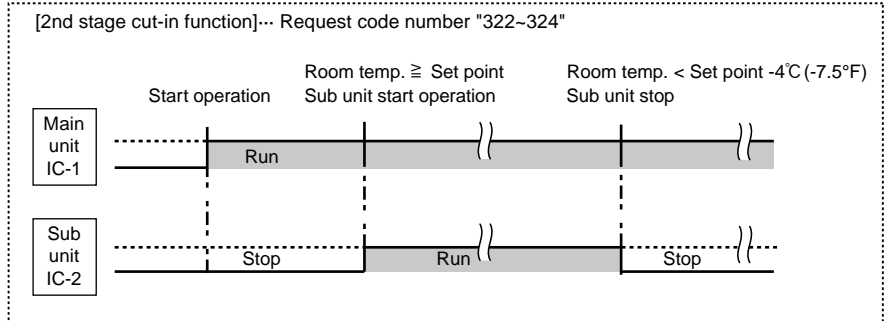 [2nd stage cut-in function]··· Request code number "322~324"
Room temp. ≧ Set point
Room temp. < Set point -4℃ (-7.5°F)
Start operation
Sub unit start operation
Sub unit stop
Main
unit
IC-1
Run
Sub
unit
IC-2
Stop
Run
Stop